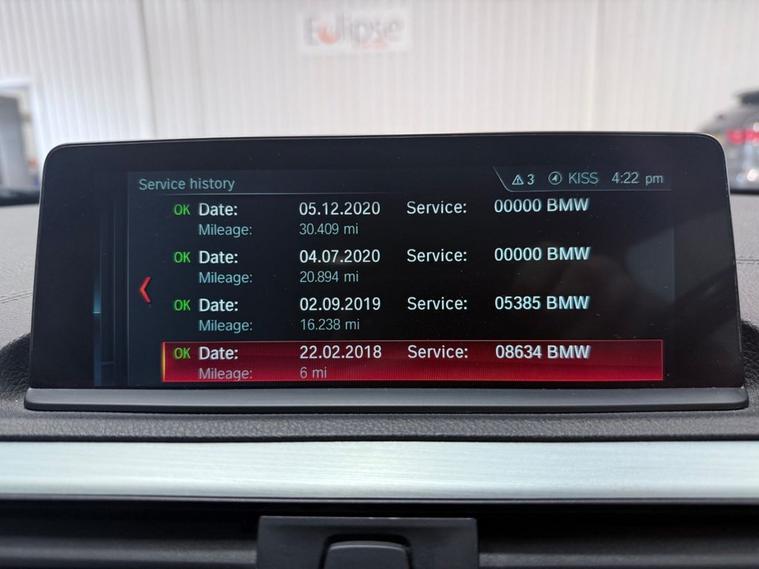 Eclipse
Service history
3 KISS 4:22 pm
OK Date: 05.12.2020 Service: 00000 BMW
Mileage: 30.409 mi
OK Date: 04.07.2020 Service: 00000 BMW
Mileage: 20.894 mi
OK Date: 02.09.2019 Service: 05385 BMW
Mileage: 16.238 mi
OK Date: 22.02.2018 Service: 08634 BMW
Mileage: 6 mi